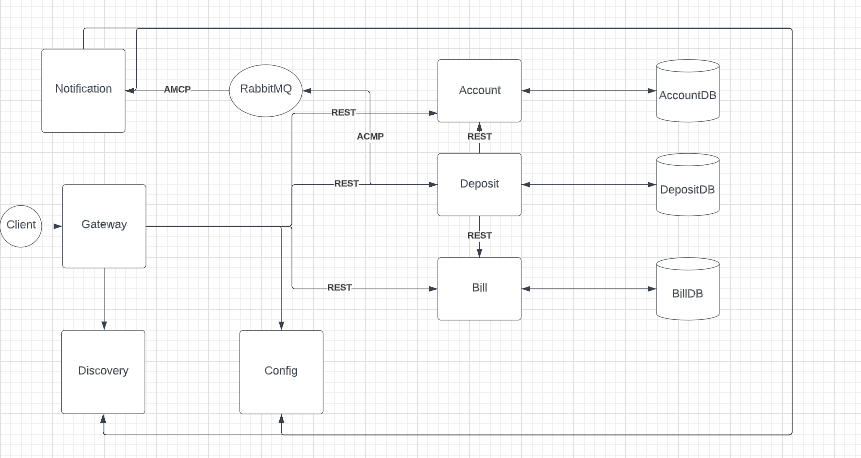 Notification
AMCP
RabbitMQ
REST
ACMP
Account
AccountDB
REST
REST
Deposit
DepositDB
Client
Gateway
REST
REST
Bill
BillDB
Discovery
Config